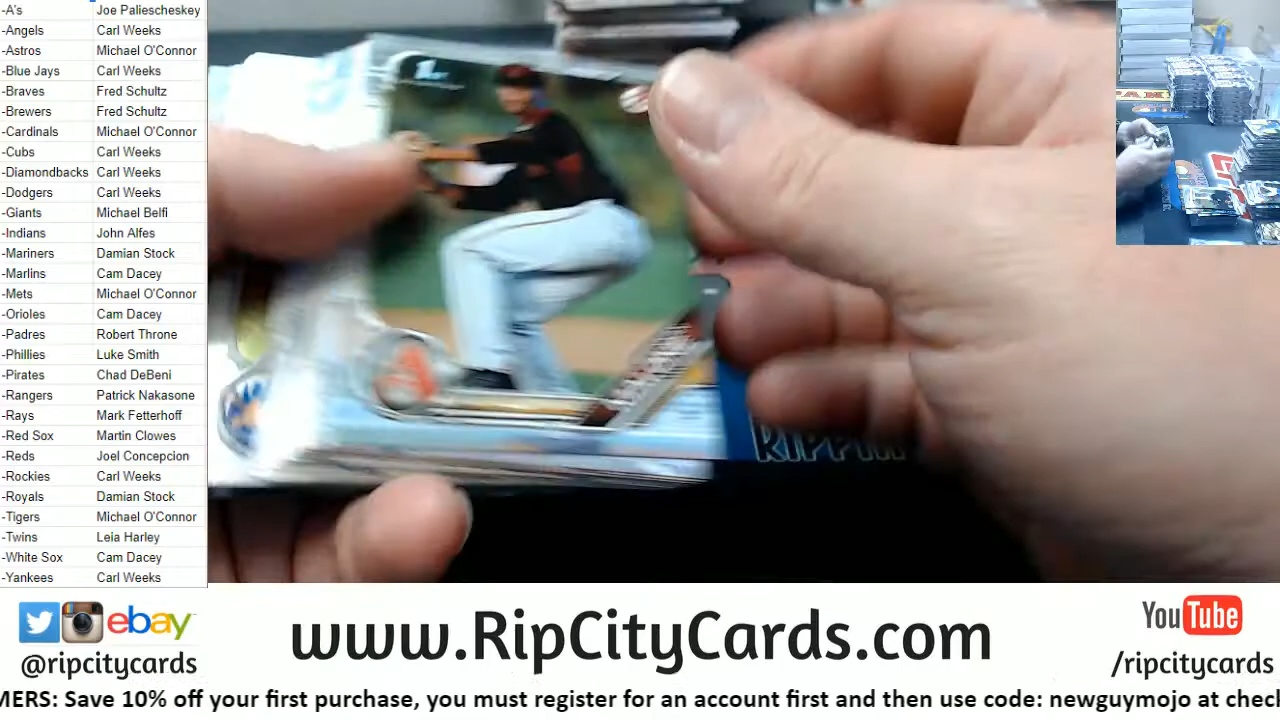 -A's Joe Paliescheskey
-Angels Carl Weeks
-Astros Michael O'Connor
-Blue Jays Carl Weeks
-Braves Fred Schultz
-Brewers Fred Schultz
-Cardinals Michael O'Connor
-Cubs Carl Weeks
-Diamondbacks Carl Weeks
-Dodgers Carl Weeks
-Giants Michael Belfi
-Indians John Alfes
-Mariners Damian Stock
-Marlins Cam Dacey
-Mets Michael O'Connor
-Orioles Cam Dacey
-Padres Robert Throne
-Phillies Luke Smith
-Pirates Chad DeBeni
-Rangers Patrick Nakasone
-Rays Mark Fetterhoff
-Red Sox Martin Clowes
-Reds Joel Concepcion
-Rockies Carl Weeks
-Royals Damian Stock
-Tigers Michael O'Connor
-Twins Leia Harley
-White Sox Cam Dacey
-Yankees Carl Weeks
RIPPIN
ebay
@ripcitycards
www.RipCityCards.com
YouTube
/ripcitycards
MERS: Save 10% off your first purchase, you must register for an account first and then use code: newguymojo at check